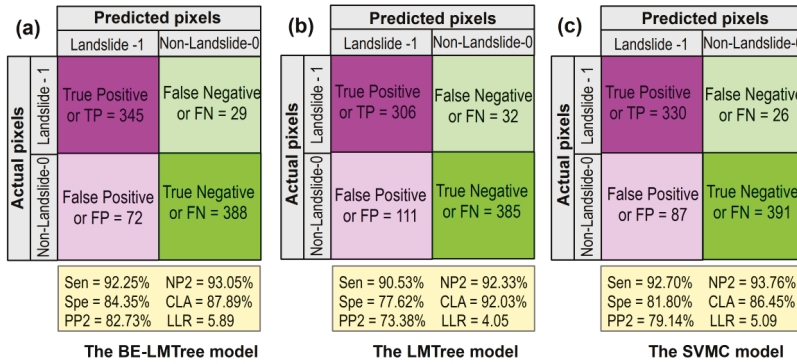 (a)
Predicted pixels
Landslide -1 Non-Landslide-0
Actual pixels
Landslide - 1
Non-Landslide-0
True Positive
or TP = 345
False Negative
or FN = 29
False Positive
or FP = 72
True Negative
or FN = 388
Sen = 92.25% NP2 = 93.05%
Spe = 84.35% CLA = 87.89%
PP2 = 82.73% LLR = 5.89
The BE-LMTree model
(b)
Predicted pixels
Landslide -1 Non-Landslide-0
Actual pixels
Landslide - 1
Non-Landslide-0
True Positive
or TP = 306
False Negative
or FN = 32
False Positive
or FP = 111
True Negative
or FN = 385
Sen = 90.53% NP2 = 92.33%
Spe = 77.62% CLA = 92.03%
PP2 = 73.38% LLR = 4.05
The LMTree model
(c)
Predicted pixels
Landslide -1 Non-Landslide-0
Actual pixels
Landslide - 1
Non-Landslide-0
True Positive
or TP = 330
False Negative
or FN = 26
False Positive
or FP = 87
True Negative
or FN = 391
Sen = 92.70% NP2 = 93.76%
Spe = 81.80% CLA = 86.45%
PP2 = 79.14% LLR = 5.09
The SVMC model